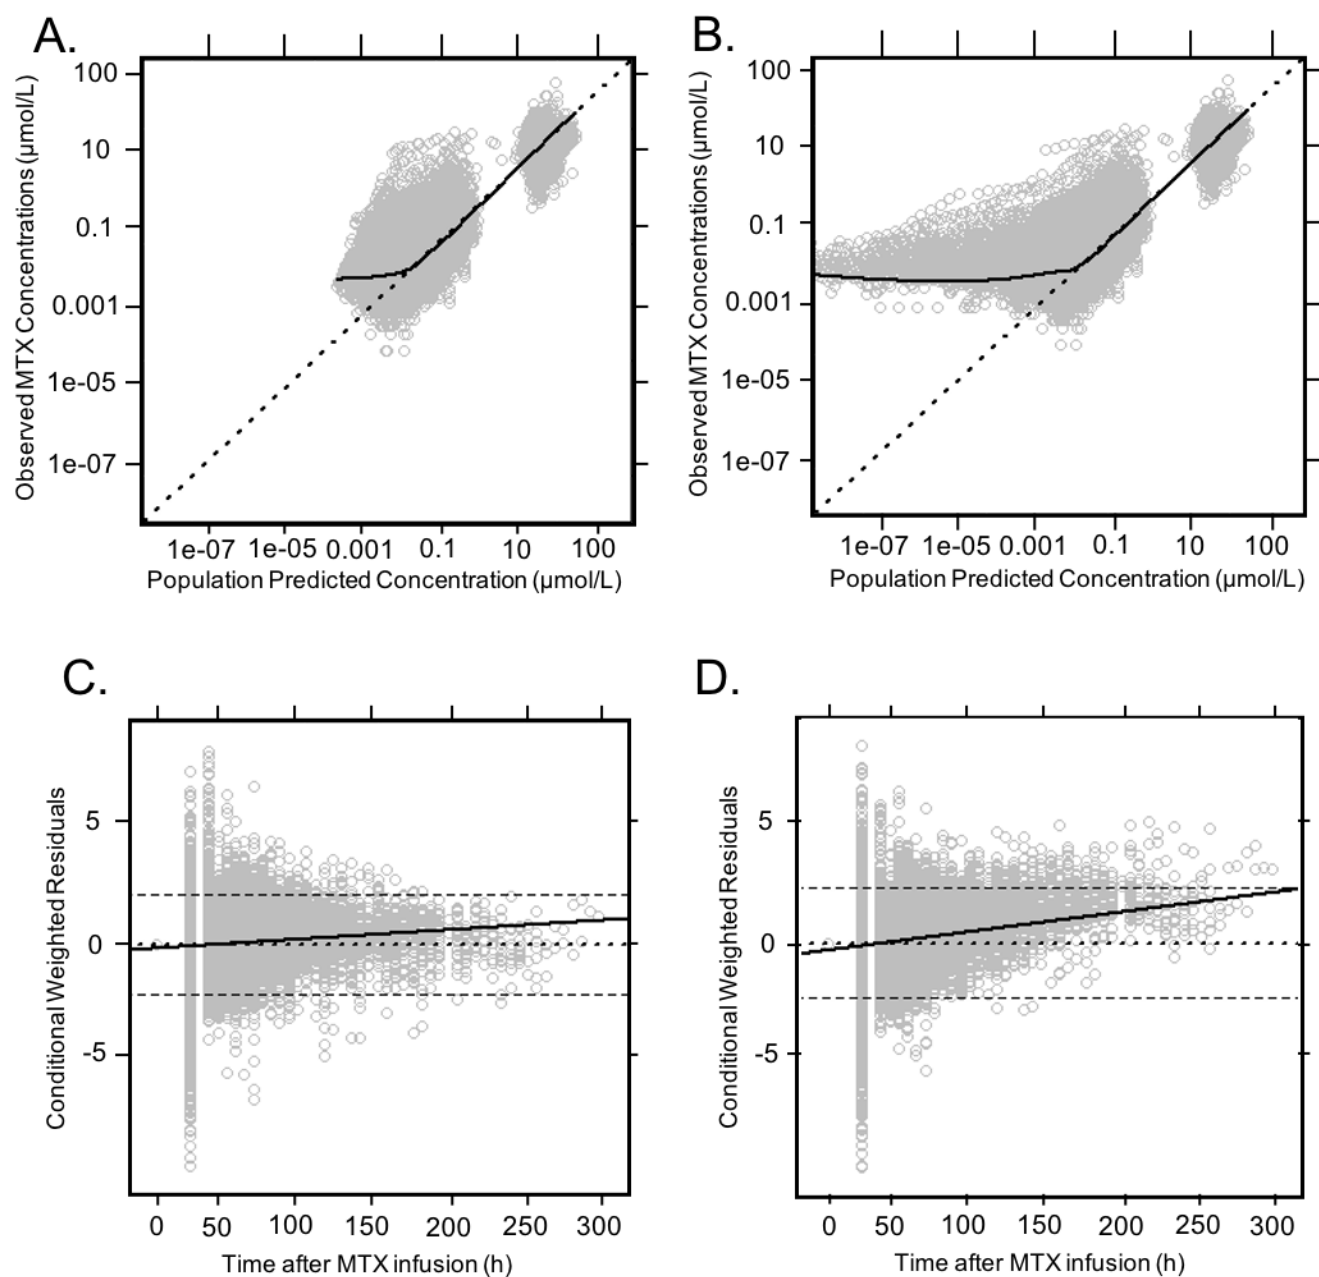 A.
Observed MTX Concentrations (µmol/L)
100
10
0.1
0.001
1e-05
1e-07
1e-07 1e-05 0.001 0.1 10 100
Population Predicted Concentration (µmol/L)
B.
Observed MTX Concentrations (µmol/L)
100
10
0.1
0.001
1e-05
1e-07
1e-07 1e-05 0.001 0.1 10 100
Population Predicted Concentration (µmol/L)
C.
Conditional Weighted Residuals
5
0
-5
0 50 100 150 200 250 300
Time after MTX infusion (h)
D.
Conditional Weighted Residuals
5
0
-5
0 50 100 150 200 250 300
Time after MTX infusion (h)